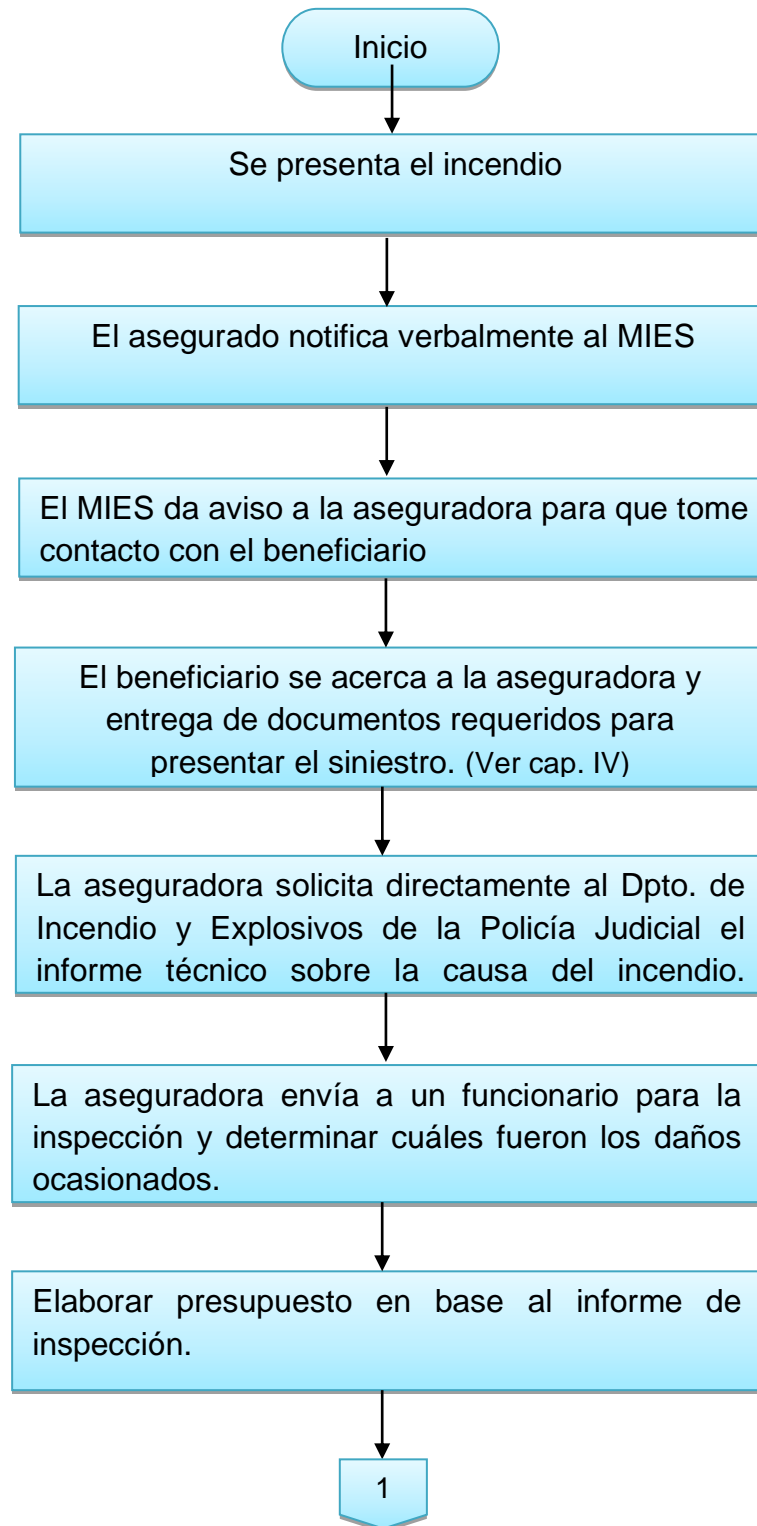 Inicio
Se presenta el incendio
El asegurado notifica verbalmente al MIES
El MIES da aviso a la aseguradora para que tome
contacto con el beneficiario
El beneficiario se acerca a la aseguradora y
entrega de documentos requeridos para
presentar el siniestro. (Ver cap. IV)
La aseguradora solicita directamente al Dpto. de
Incendio y Explosivos de la Policía Judicial el
informe técnico sobre la causa del incendio.
La aseguradora envía a un funcionario para la
inspección y determinar cuáles fueron los daños
ocasionados.
Elaborar presupuesto en base al informe de
inspección.
1